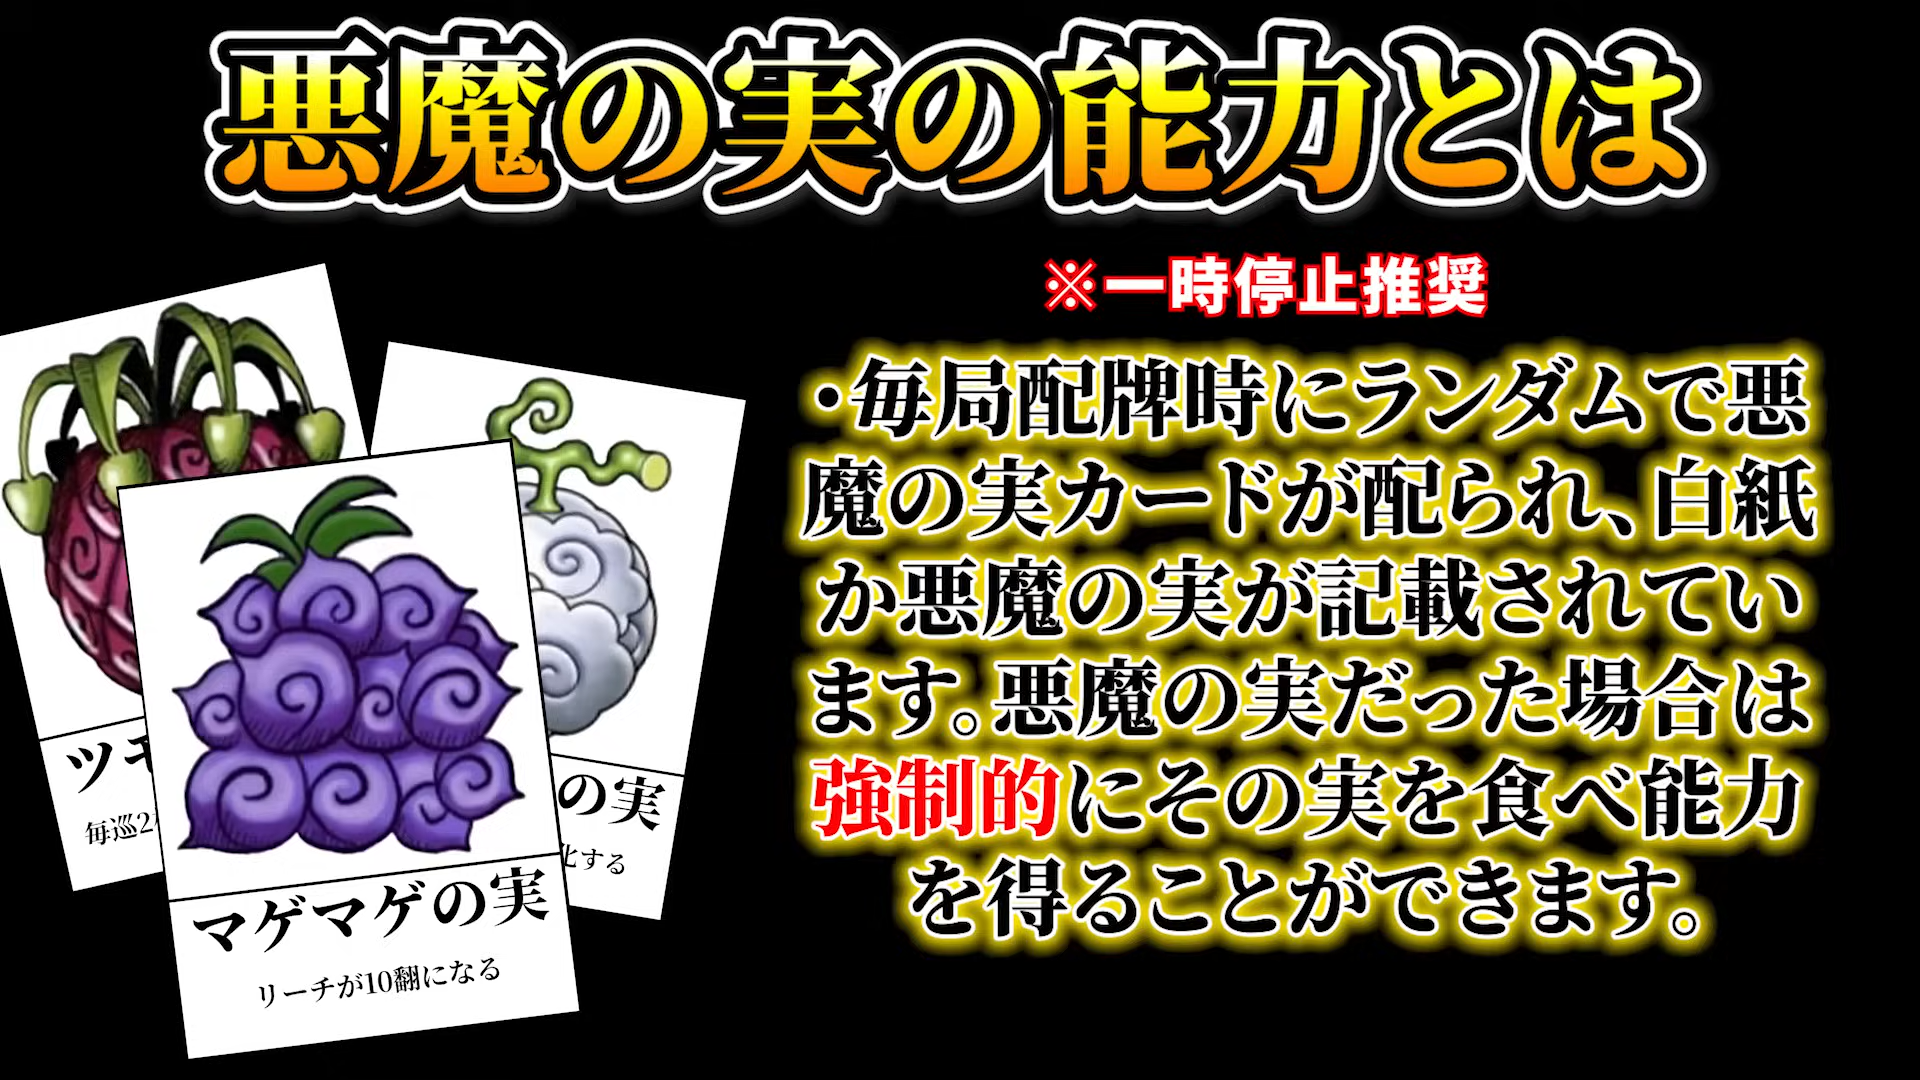 悪魔の実の能力とは
※一時停止推奨
・毎局配牌時にランダムで悪
魔の実カードが配られ、白紙
か悪魔の実が記載されてい
ます。悪魔の実だった場合は
強制的にその実を食べ能力
を得ることができます。
ツモ
毎巡2
の実
化する
マゲマゲの実
リーチが10翻になる